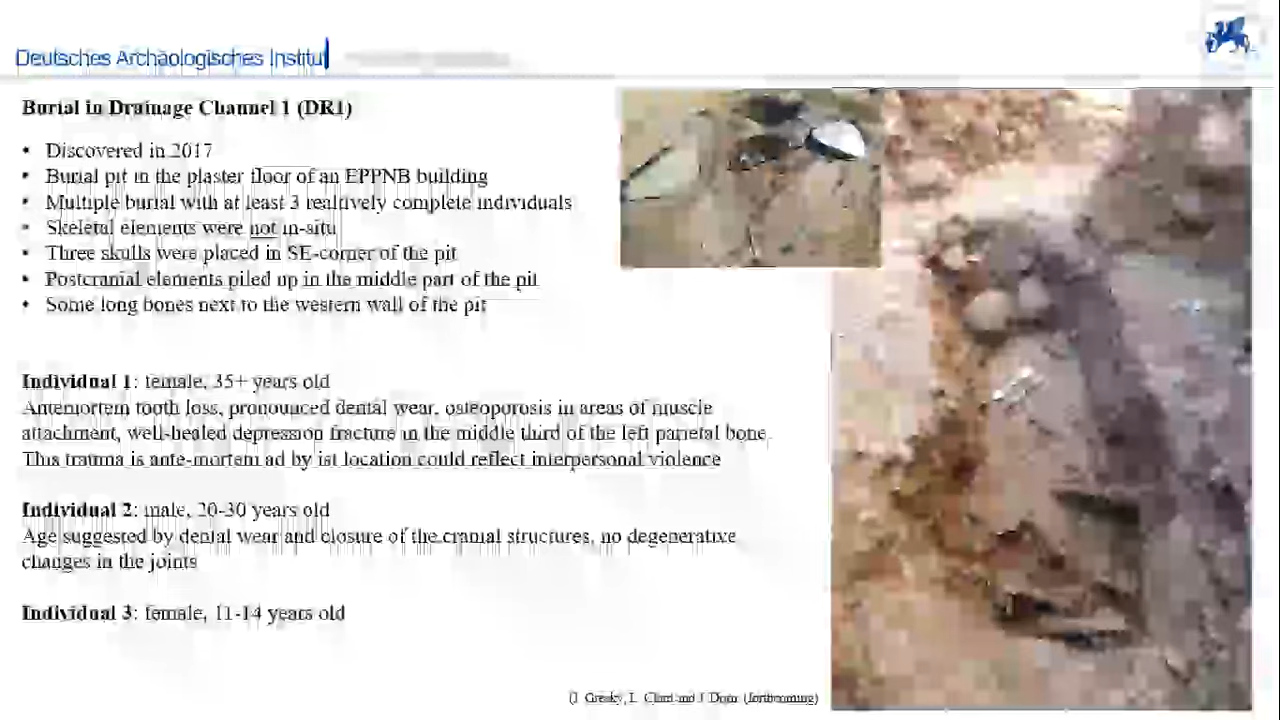 Deutsches Archäologisches Institut
Burial in Drainage Channel 1 (DR1)
• Discovered in 2017
• Burial pit in the plaster floor of an EPPNB building
• Multiple burial with at least 3 realtively complete individuals
• Skeletal elements were not in-situ
• Three skulls were placed in SE-corner of the pit
• Postcranial elements piled up in the middle part of the pit
• Some long bones next to the western wall of the pit
Individual 1: female, 35+ years old
Antemortem tooth loss, pronounced dental wear, osteoporosis in areas of muscle
attachment, well-healed depression fracture in the middle third of the left parietal bone.
This trauma is ante-mortem ad by ist location could reflect interpersonal violence
Individual 2: male, 20-30 years old
Age suggested by dental wear and closure of the cranial structures, no degenerative
changes in the joints
Individual 3: female, 11-14 years old
(J. Gresky, L. Clare and J. (forthcoming)